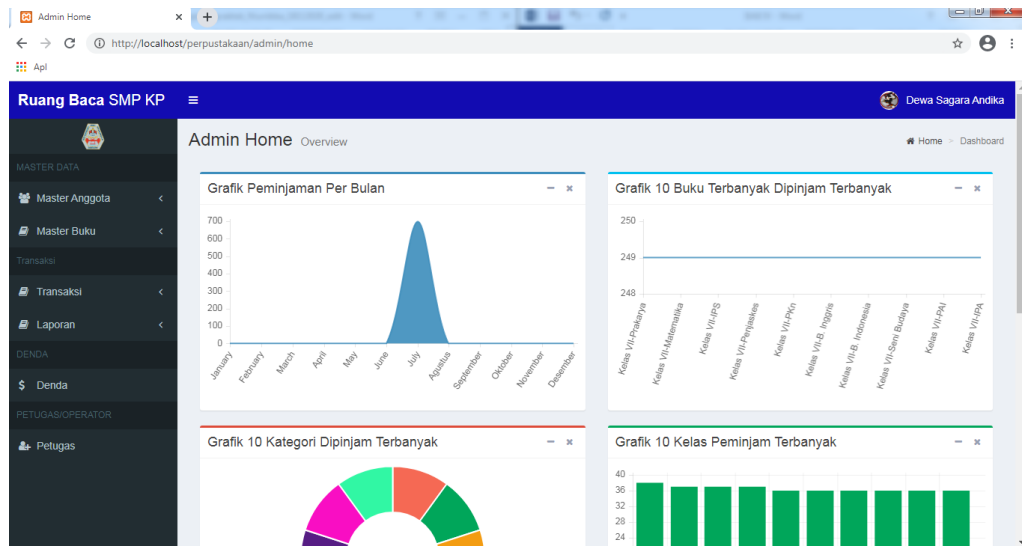 Admin Home
http://localhost/perpustakaan/admin/home
Apl
Ruang Baca SMP KP
Dewa Sagara Andika
MASTER DATA
Master Anggota
Master Buku
Transaksi
Transaksi
Laporan
DENDA
$ Denda
PETUGAS/OPERATOR
Petugas
Admin Home Overview
Home > Dashboard
Grafik Peminjaman Per Bulan
700
600
500
400
300
200
100
0
January
February
March
April
May
June
July
Agustus
September
Oktober
November
Desember
Grafik 10 Buku Terbanyak Dipinjam Terbanyak
250
249
248
Kelas VII-Prakarya
Kelas VII-Matematika
Kelas VII-IPS
Kelas VII-Penjaskes
Kelas VII-PKn
Kelas VII-B. Inggris
Kelas VII-B. Indonesia
Kelas VII-Seni Budaya
Kelas VII-PAI
Kelas VII-IPA
Grafik 10 Kategori Dipinjam Terbanyak
Grafik 10 Kelas Peminjam Terbanyak
40
36
32
28
24